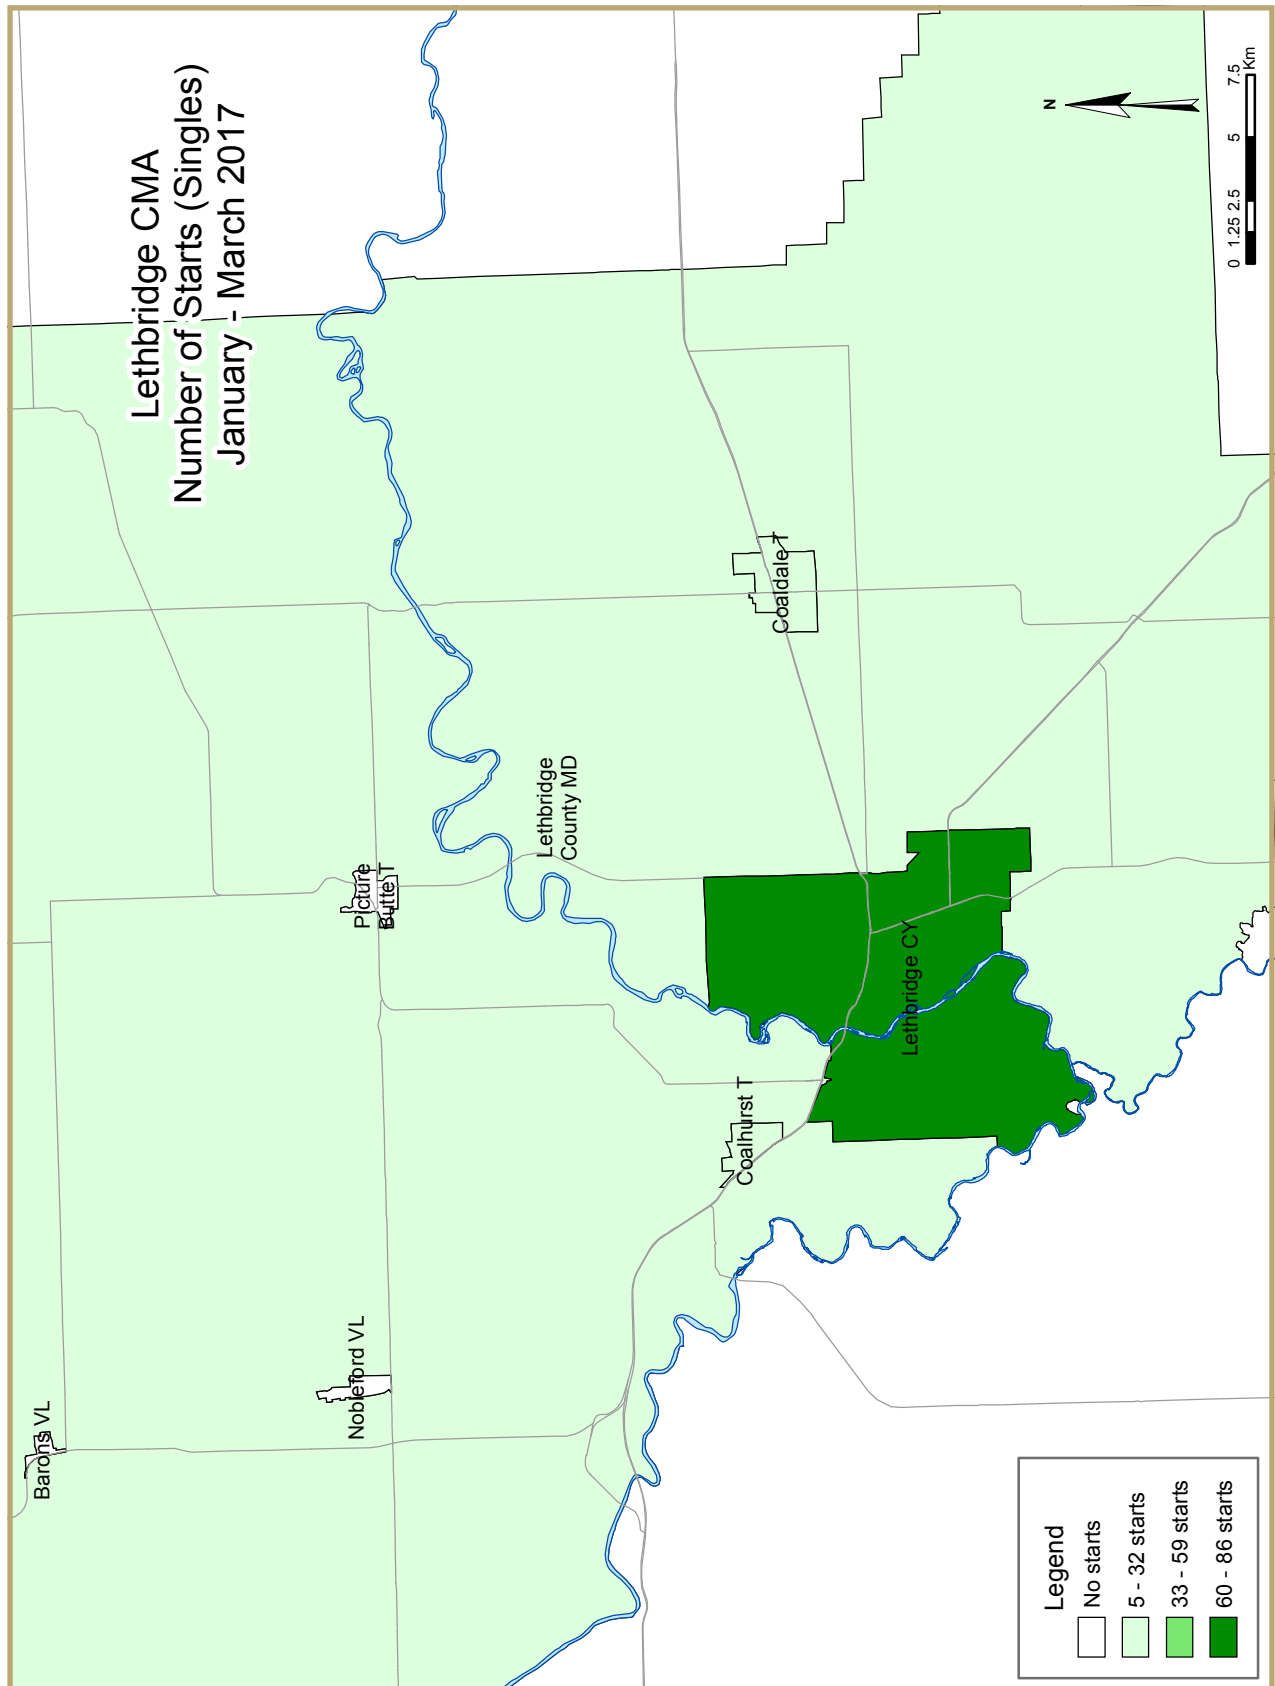 Lethbridge CMA
Number of Starts (Singles)
January - March 2017
Barons VL
Nobleford VL
Picture
Butte T
Lethbridge
County MD
Coalhurst T
Coaldale T
Lethbridge CY
N
0 1.25 2.5 5 7.5
Km
Legend
No starts
5 - 32 starts
33 - 59 starts
60 - 86 starts